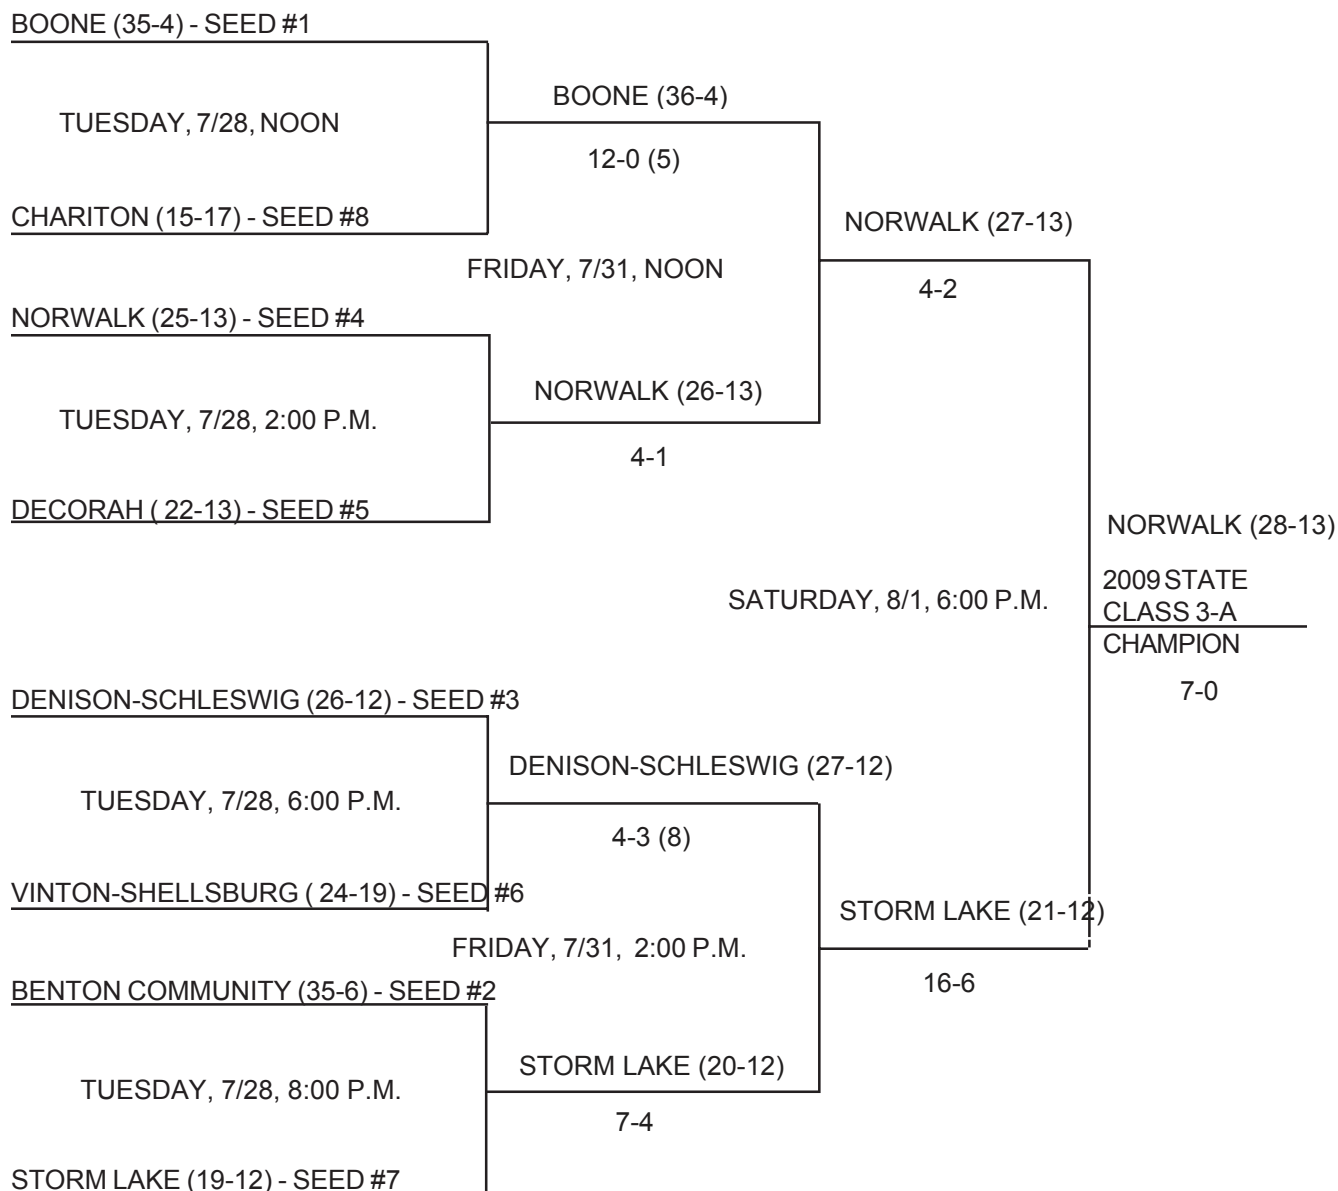 BOONE (35-4) - SEED #1
BOONE (36-4)
TUESDAY, 7/28, NOON
12-0 (5)
CHARITON (15-17) - SEED #8
NORWALK (27-13)
FRIDAY, 7/31, NOON
4-2
NORWALK (25-13) - SEED #4
NORWALK (26-13)
TUESDAY, 7/28, 2:00 P.M.
4-1
DECORAH ( 22-13) - SEED #5
NORWALK (28-13)
2009 STATE
CLASS 3-A
CHAMPION
SATURDAY, 8/1, 6:00 P.M.
7-0
DENISON-SCHLESWIG (26-12) - SEED #3
DENISON-SCHLESWIG (27-12)
TUESDAY, 7/28, 6:00 P.M.
4-3 (8)
VINTON-SHELLSBURG ( 24-19) - SEED #6
STORM LAKE (21-12)
FRIDAY, 7/31, 2:00 P.M.
16-6
BENTON COMMUNITY (35-6) - SEED #2
STORM LAKE (20-12)
TUESDAY, 7/28, 8:00 P.M.
7-4
STORM LAKE (19-12) - SEED #7